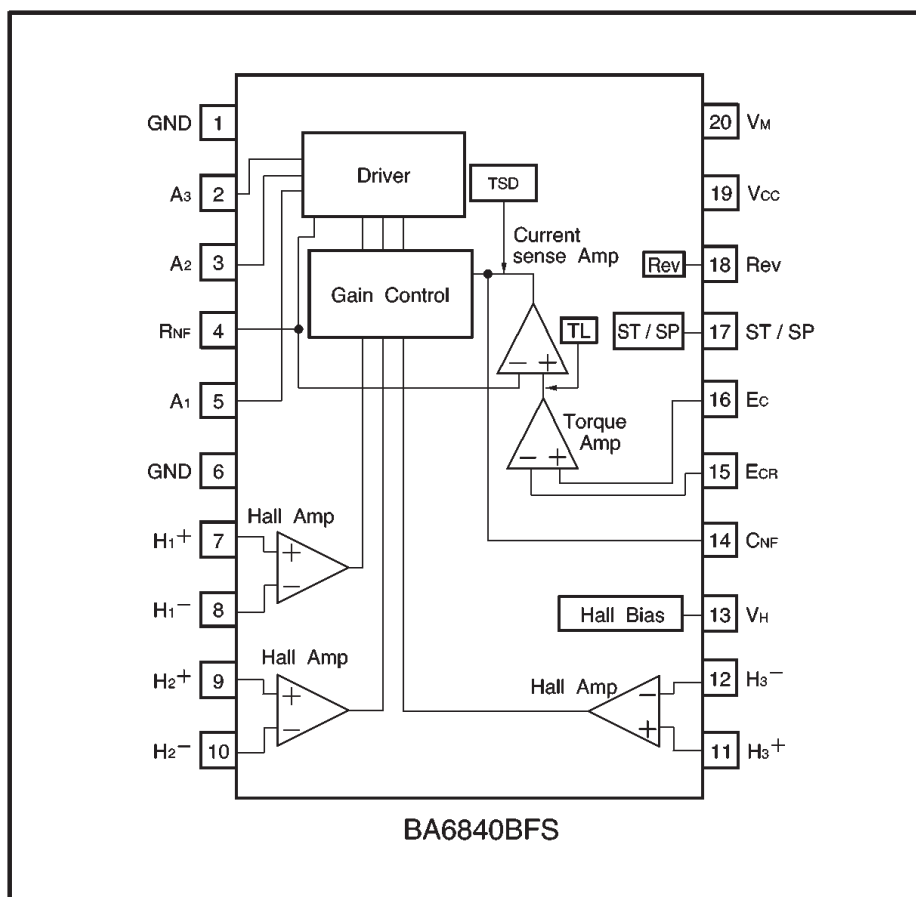 GND 1
A3 2
A2 3
RNF 4
A1 5
GND 6
H1+ 7
H1− 8
H2+ 9
H2− 10
Driver
TSD
Current
sense Amp
Gain Control
TL
− +
Torque
Amp
− +
Hall Amp
+
−
Hall Amp
+
−
Hall Amp
−
+
Rev
ST / SP
Hall Bias
20 VM
19 VCC
18 Rev
17 ST / SP
16 EC
15 ECR
14 CNF
13 VH
12 H3−
11 H3+
BA6840BFS